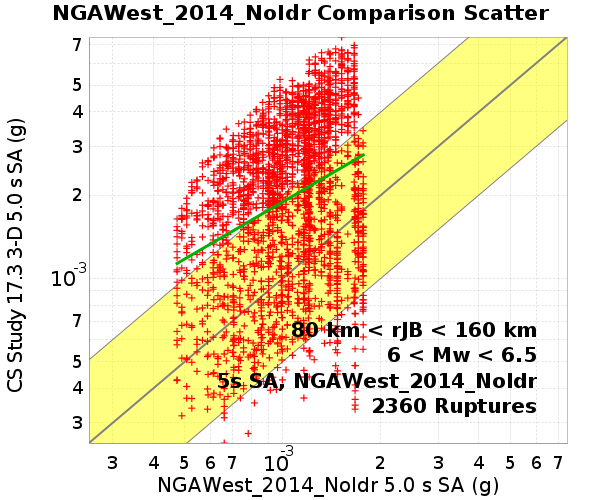 NGAWest_2014_NoIdr Comparison Scatter
7
5
4
3
2
10-3
7
5
4
3
CS Study 17.3 3-D 5.0 s SA (g)
80 km < rJB < 160 km
6 < Mw < 6.5
5s SA, NGAWest_2014_NoIdr
2360 Ruptures
3 4 5 6 7 10-3 2 3 4 5 6 7
NGAWest_2014_NoIdr 5.0 s SA (g)